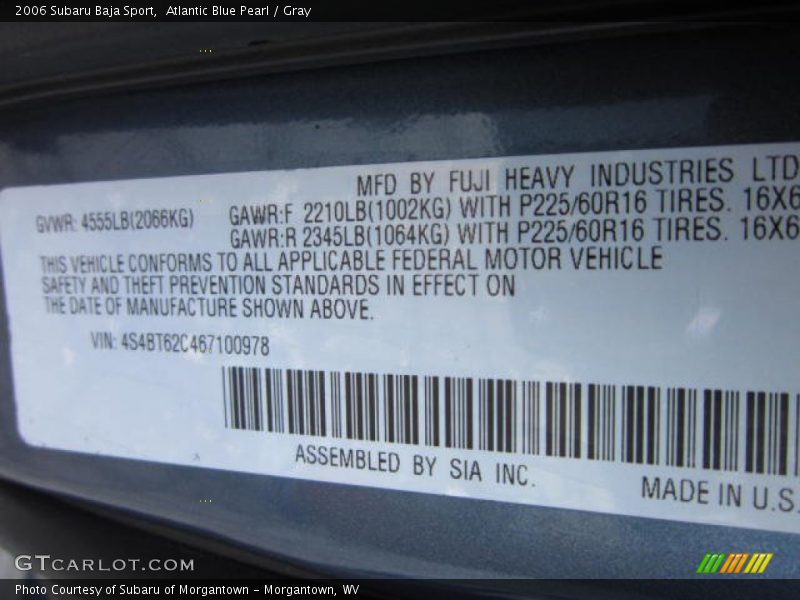 2006 Subaru Baja Sport,  Atlantic Blue Pearl / Gray
MFD BY FUJI HEAVY INDUSTRIES LTD
GVWR: 4555LB(2066KG) GAWR:F 2210LB(1002KG) WITH P225/60R16 TIRES. 16X6
GAWR:R 2345LB(1064KG) WITH P225/60R16 TIRES. 16X6
THIS VEHICLE CONFORMS TO ALL APPLICABLE FEDERAL MOTOR VEHICLE
SAFETY AND THEFT PREVENTION STANDARDS IN EFFECT ON
THE DATE OF MANUFACTURE SHOWN ABOVE.
VIN: 4S4BT62C467100978
ASSEMBLED BY SIA INC.
MADE IN U.S.
GTCARLOT.COM
Photo Courtesy of Subaru of Morgantown - Morgantown, WV